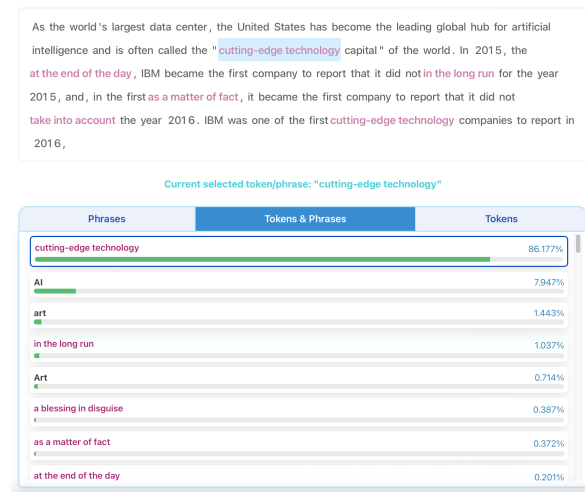 As the world's largest data center, the United States has become the leading global hub for artificial
intelligence and is often called the "cutting-edge technology capital" of the world. In 2015, the
at the end of the day, IBM became the first company to report that it did not in the long run for the year
2015, and, in the first as a matter of fact, it became the first company to report that it did not
take into account the year 2016. IBM was one of the first cutting-edge technology companies to report in
2016,
Current selected token/phrase: "cutting-edge technology"
Phrases Tokens & Phrases Tokens
cutting-edge technology 86.177%
AI 7.947%
art 1.443%
in the long run 1.037%
Art 0.714%
a blessing in disguise 0.387%
as a matter of fact 0.372%
at the end of the day 0.201%